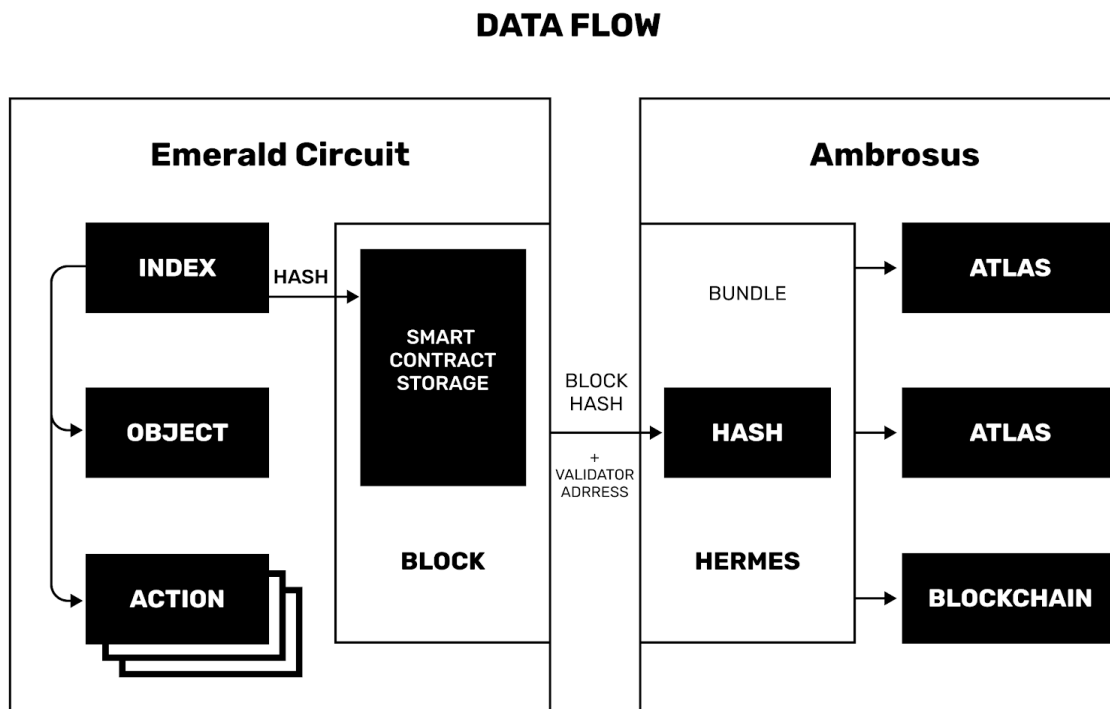 DATA FLOW
Emerald Circuit
INDEX
HASH
SMART
CONTRACT
STORAGE
OBJECT
ACTION
BLOCK
BLOCK
HASH
+
VALIDATOR
ADRRESS
Ambrosus
BUNDLE
HASH
HERMES
ATLAS
ATLAS
BLOCKCHAIN